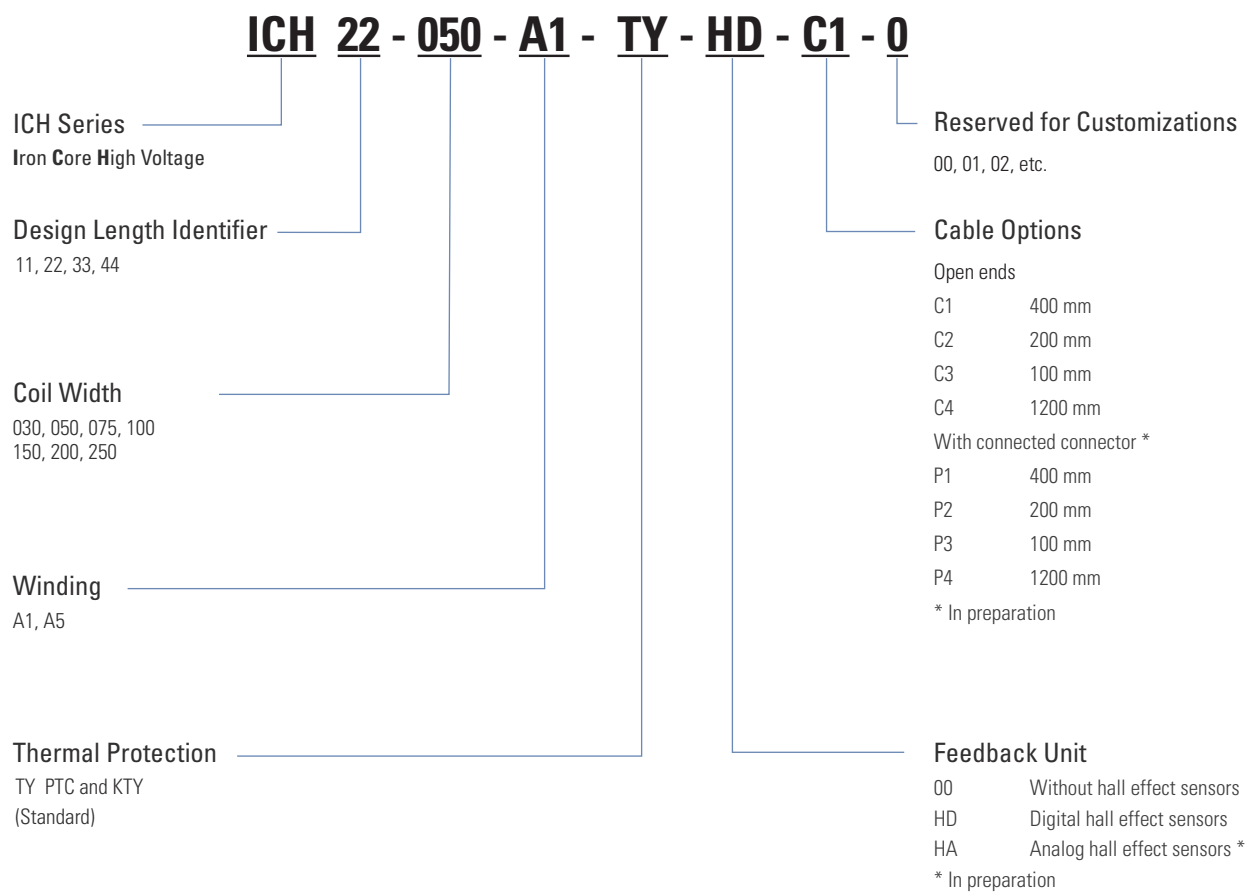 ICH 22 - 050 - A1 - TY - HD - C1 - 0
ICH Series
Iron Core High Voltage
Design Length Identifier
11, 22, 33, 44
Coil Width
030, 050, 075, 100
150, 200, 250
Winding
A1, A5
Thermal Protection
TY PTC and KTY
(Standard)
Reserved for Customizations
00, 01, 02, etc.
Cable Options
Open ends
C1 400 mm
C2 200 mm
C3 100 mm
C4 1200 mm
With connected connector *
P1 400 mm
P2 200 mm
P3 100 mm
P4 1200 mm
* In preparation
Feedback Unit
00 Without hall effect sensors
HD Digital hall effect sensors
HA Analog hall effect sensors *
* In preparation